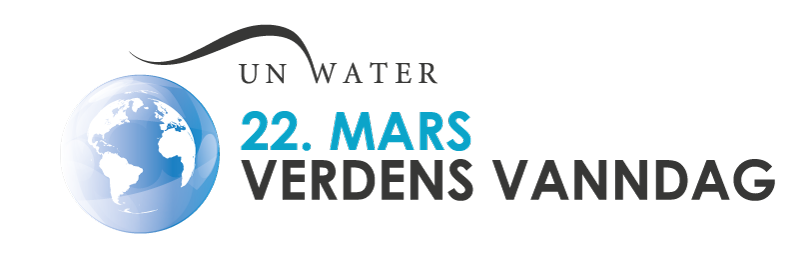 UN WATER
22. MARS
VERDENS VANNDAG